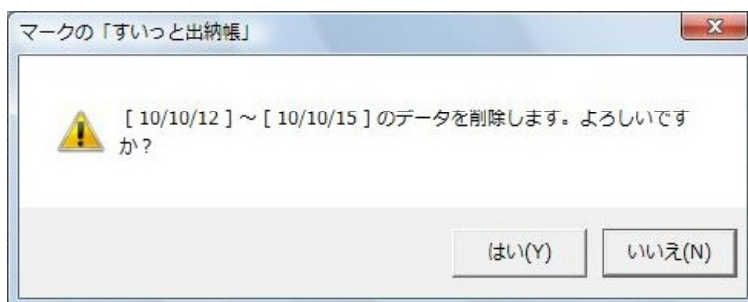 マークの「すいっと出納帳」
[ 10/10/12 ]～[ 10/10/15 ]のデータを削除します。よろしいです
か？
はい(Y) いいえ(N)